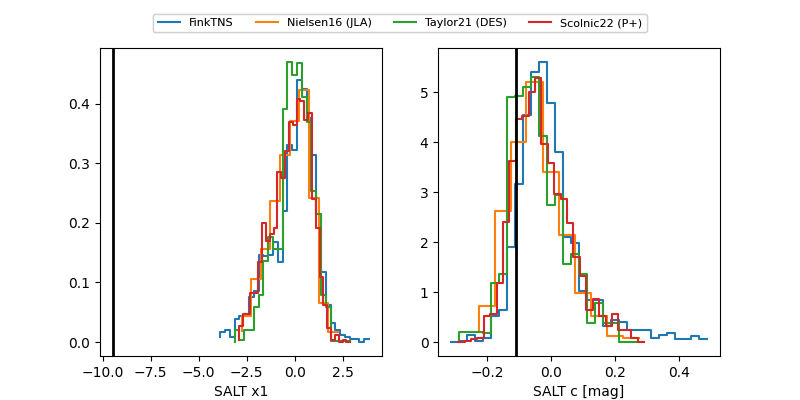 FinkTNS Nielsen16 (JLA) Taylor21 (DES) Scolnic22 (P+)
0.4
0.3
0.2
0.1
0.0
−10.0 −7.5 −5.0 −2.5 0.0 2.5
SALT x1
5
4
3
2
1
0
−0.2 0.0 0.2 0.4
SALT c [mag]